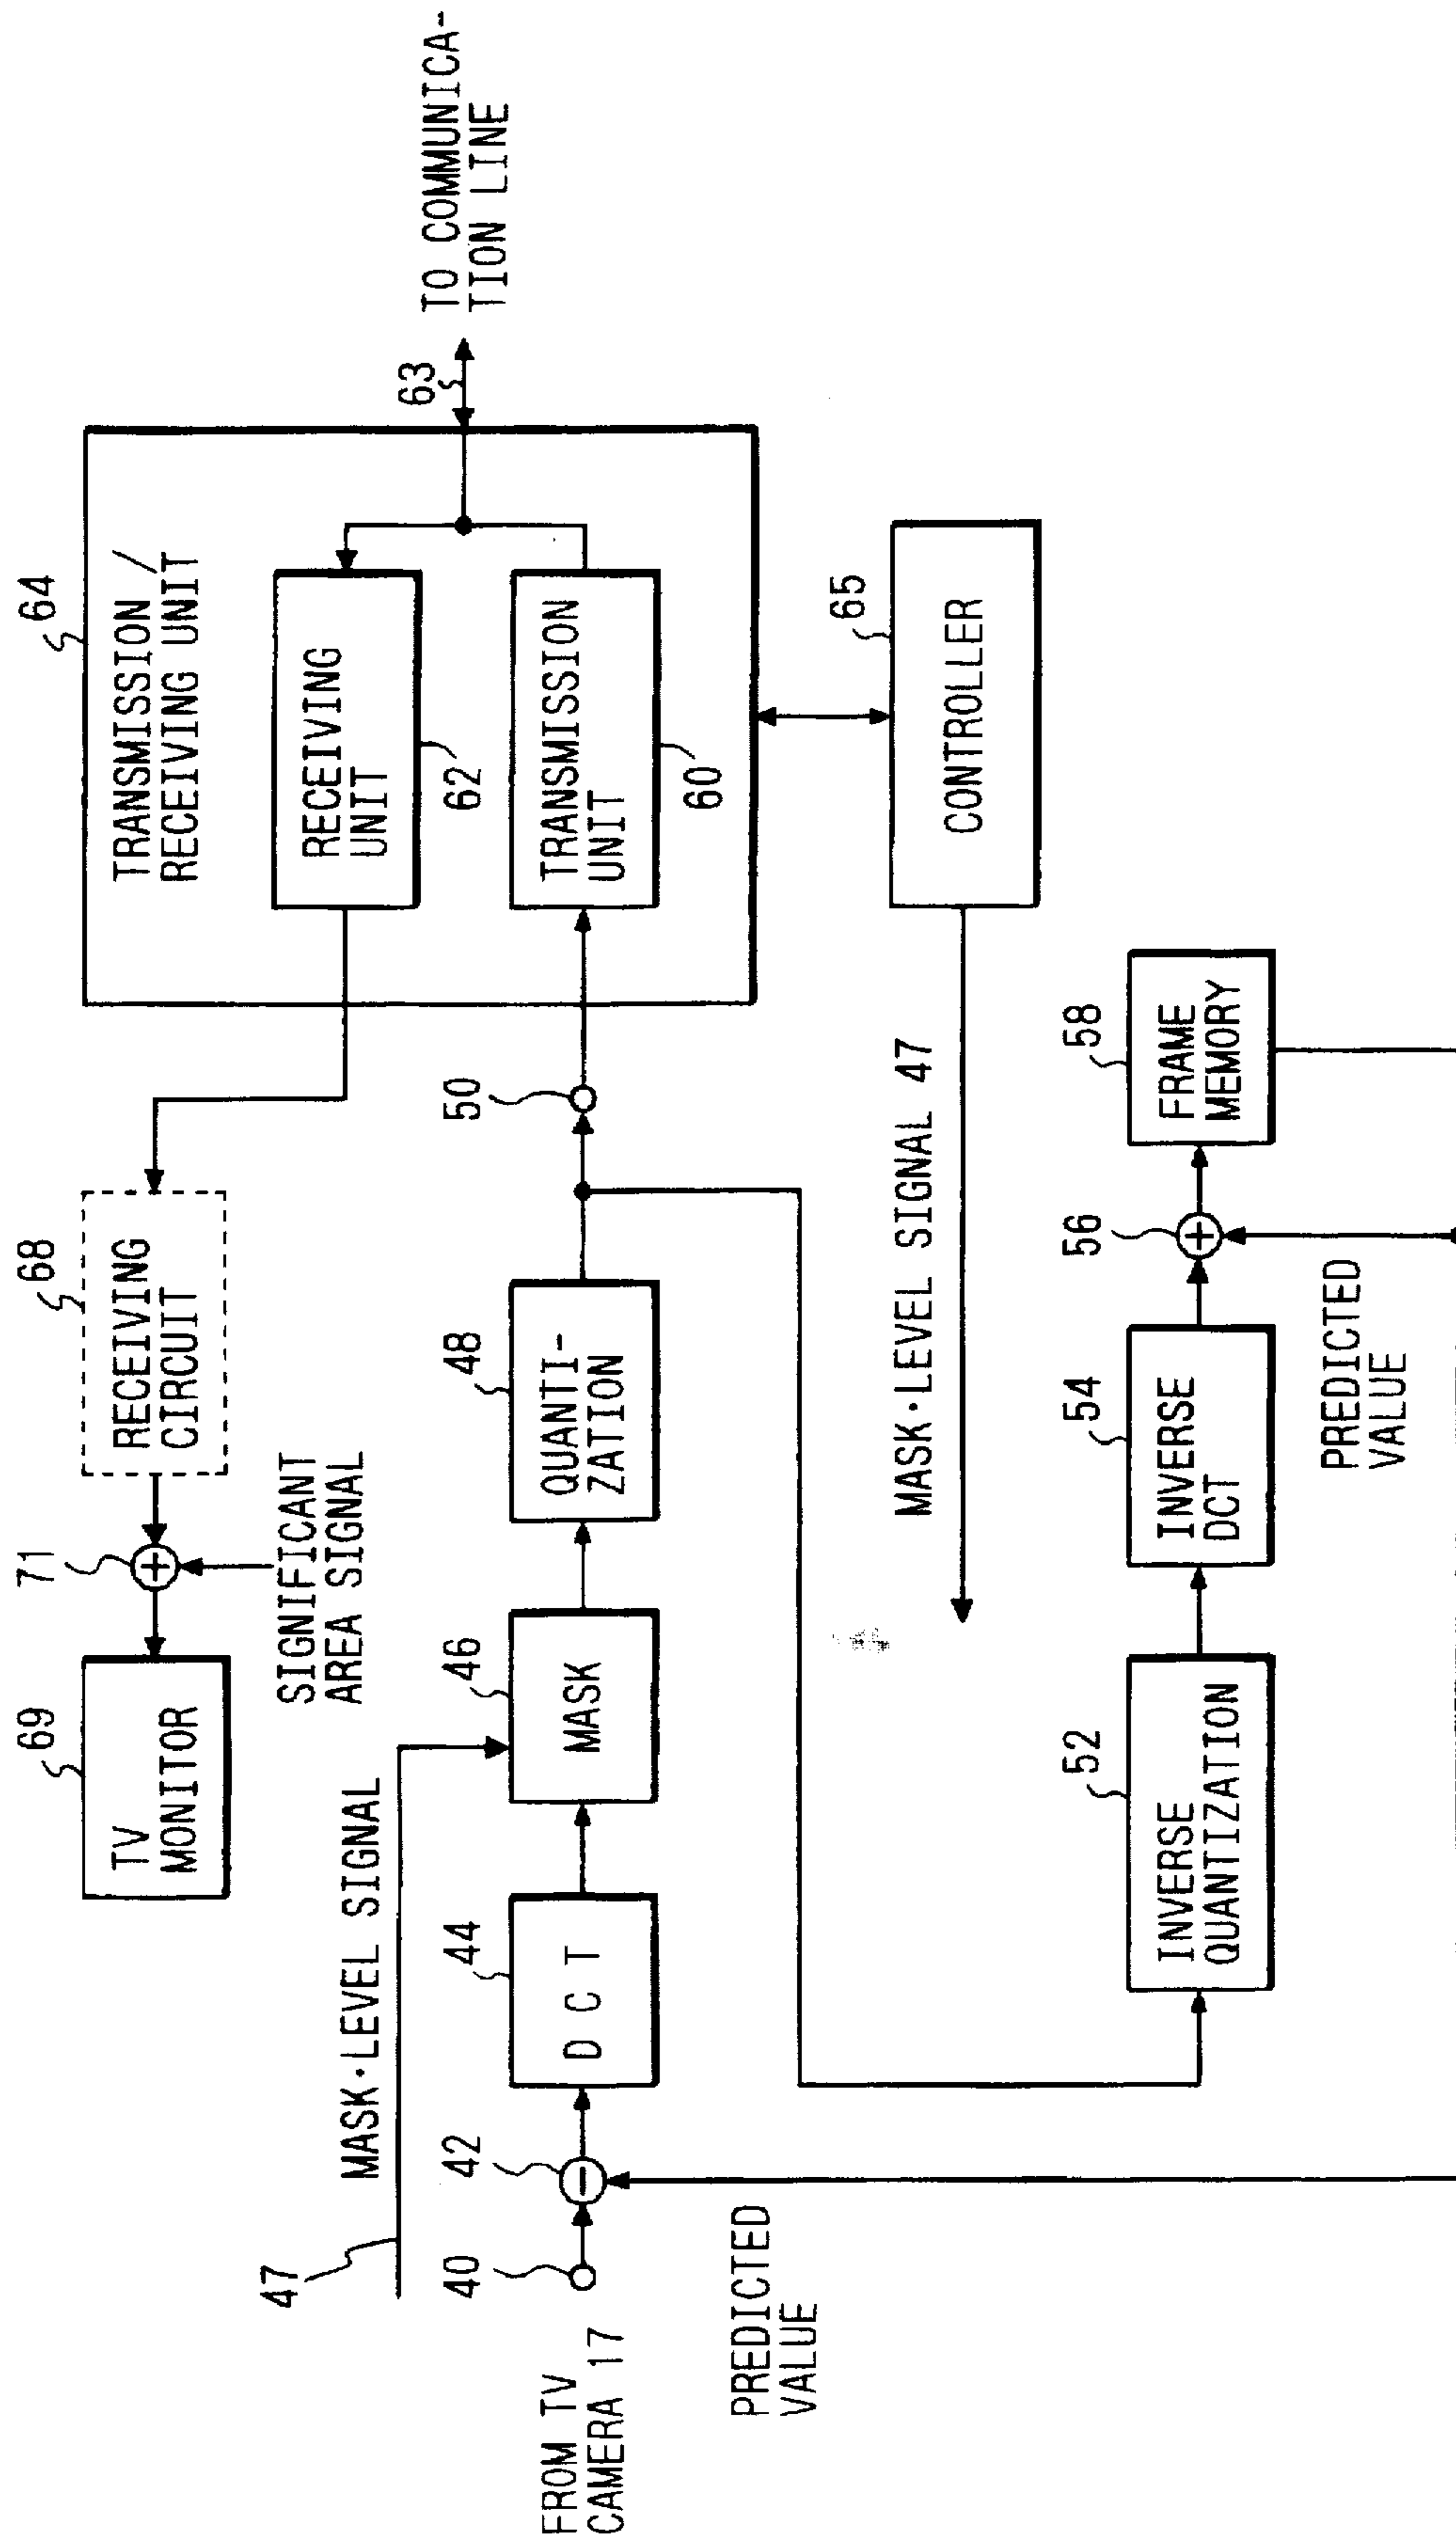 64
TRANSMISSION /
RECEIVING UNIT
69
TV
MONITOR
71
68
RECEIVING
CIRCUIT
SIGNIFICANT
AREA SIGNAL
RECEIVING
UNIT
62
63
TO COMMUNICA-
TION LINE
47
MASK·LEVEL SIGNAL
FROM TV
CAMERA 17
40
42
44
D C T
46
MASK
48
QUANTI-
ZATION
50
TRANSMISSION
UNIT
60
PREDICTED
VALUE
MASK·LEVEL SIGNAL 47
65
CONTROLLER
52
INVERSE
QUANTIZATION
54
INVERSE
DCT
56
58
FRAME
MEMORY
PREDICTED
VALUE